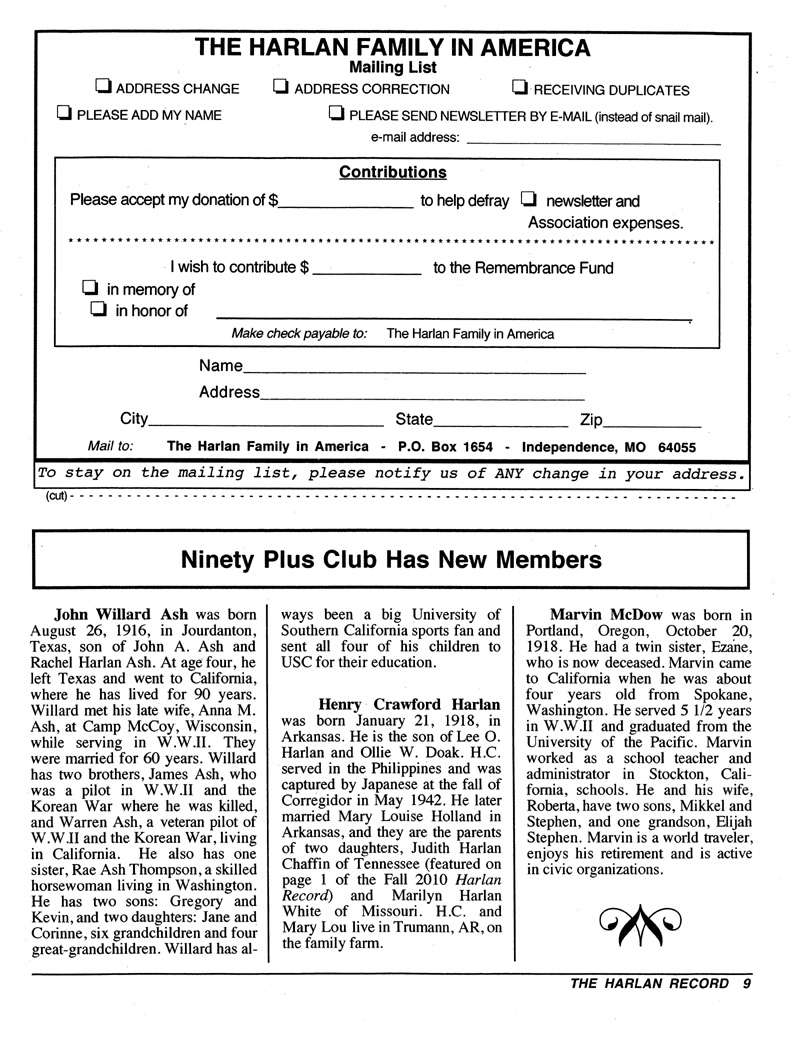 THE HARLAN FAMILY IN AMERICA
Mailing List
❏ ADDRESS CHANGE ❏ ADDRESS CORRECTION ❏ RECEIVING DUPLICATES
❏ PLEASE ADD MY NAME ❏ PLEASE SEND NEWSLETTER BY E-MAIL (instead of snail mail).
e-mail address: ____________________
Contributions
Please accept my donation of $____________ to help defray ❏ newsletter and
Association expenses.
********************************************************************************
I wish to contribute $ ____________ to the Remembrance Fund
❏ in memory of
❏ in honor of ____________________
Make check payable to: The Harlan Family in America
Name____________________
Address____________________
City____________________ State____________ Zip__________
Mail to: The Harlan Family in America - P.O. Box 1654 - Independence, MO 64055
To stay on the mailing list, please notify us of ANY change in your address.
(cut)- - - - - - - - - - - - - - - - - - - - - - - - - - - - - - - - - - - - - - - -
Ninety Plus Club Has New Members
John Willard Ash was born
August 26, 1916, in Jourdanton,
Texas, son of John A. Ash and
Rachel Harlan Ash. At age four, he
left Texas and went to California,
where he has lived for 90 years.
Willard met his late wife, Anna M.
Ash, at Camp McCoy, Wisconsin,
while serving in W.W.II. They
were married for 60 years. Willard
has two brothers, James Ash, who
was a pilot in W.W.II and the
Korean War where he was killed,
and Warren Ash, a veteran pilot of
W.W.II and the Korean War, living
in California. He also has one
sister, Rae Ash Thompson, a skilled
horsewoman living in Washington.
He has two sons: Gregory and
Kevin, and two daughters: Jane and
Corinne, six grandchildren and four
great-grandchildren. Willard has al-
ways been a big University of
Southern California sports fan and
sent all four of his children to
USC for their education.
Henry Crawford Harlan
was born January 21, 1918, in
Arkansas. He is the son of Lee O.
Harlan and Ollie W. Doak. H.C.
served in the Philippines and was
captured by Japanese at the fall of
Corregidor in May 1942. He later
married Mary Louise Holland in
Arkansas, and they are the parents
of two daughters, Judith Harlan
Chaffin of Tennessee (featured on
page 1 of the Fall 2010 Harlan
Record) and Marilyn Harlan
White of Missouri. H.C. and
Mary Lou live in Trumann, AR, on
the family farm.
Marvin McDow was born in
Portland, Oregon, October 20,
1918. He had a twin sister, Ezane,
who is now deceased. Marvin came
to California when he was about
four years old from Spokane,
Washington. He served 5 1/2 years
in W.W.II and graduated from the
University of the Pacific. Marvin
worked as a school teacher and
administrator in Stockton, Cali-
fornia, schools. He and his wife,
Roberta, have two sons, Mikkel and
Stephen, and one grandson, Elijah
Stephen. Marvin is a world traveler,
enjoys his retirement and is active
in civic organizations.
THE HARLAN RECORD 9